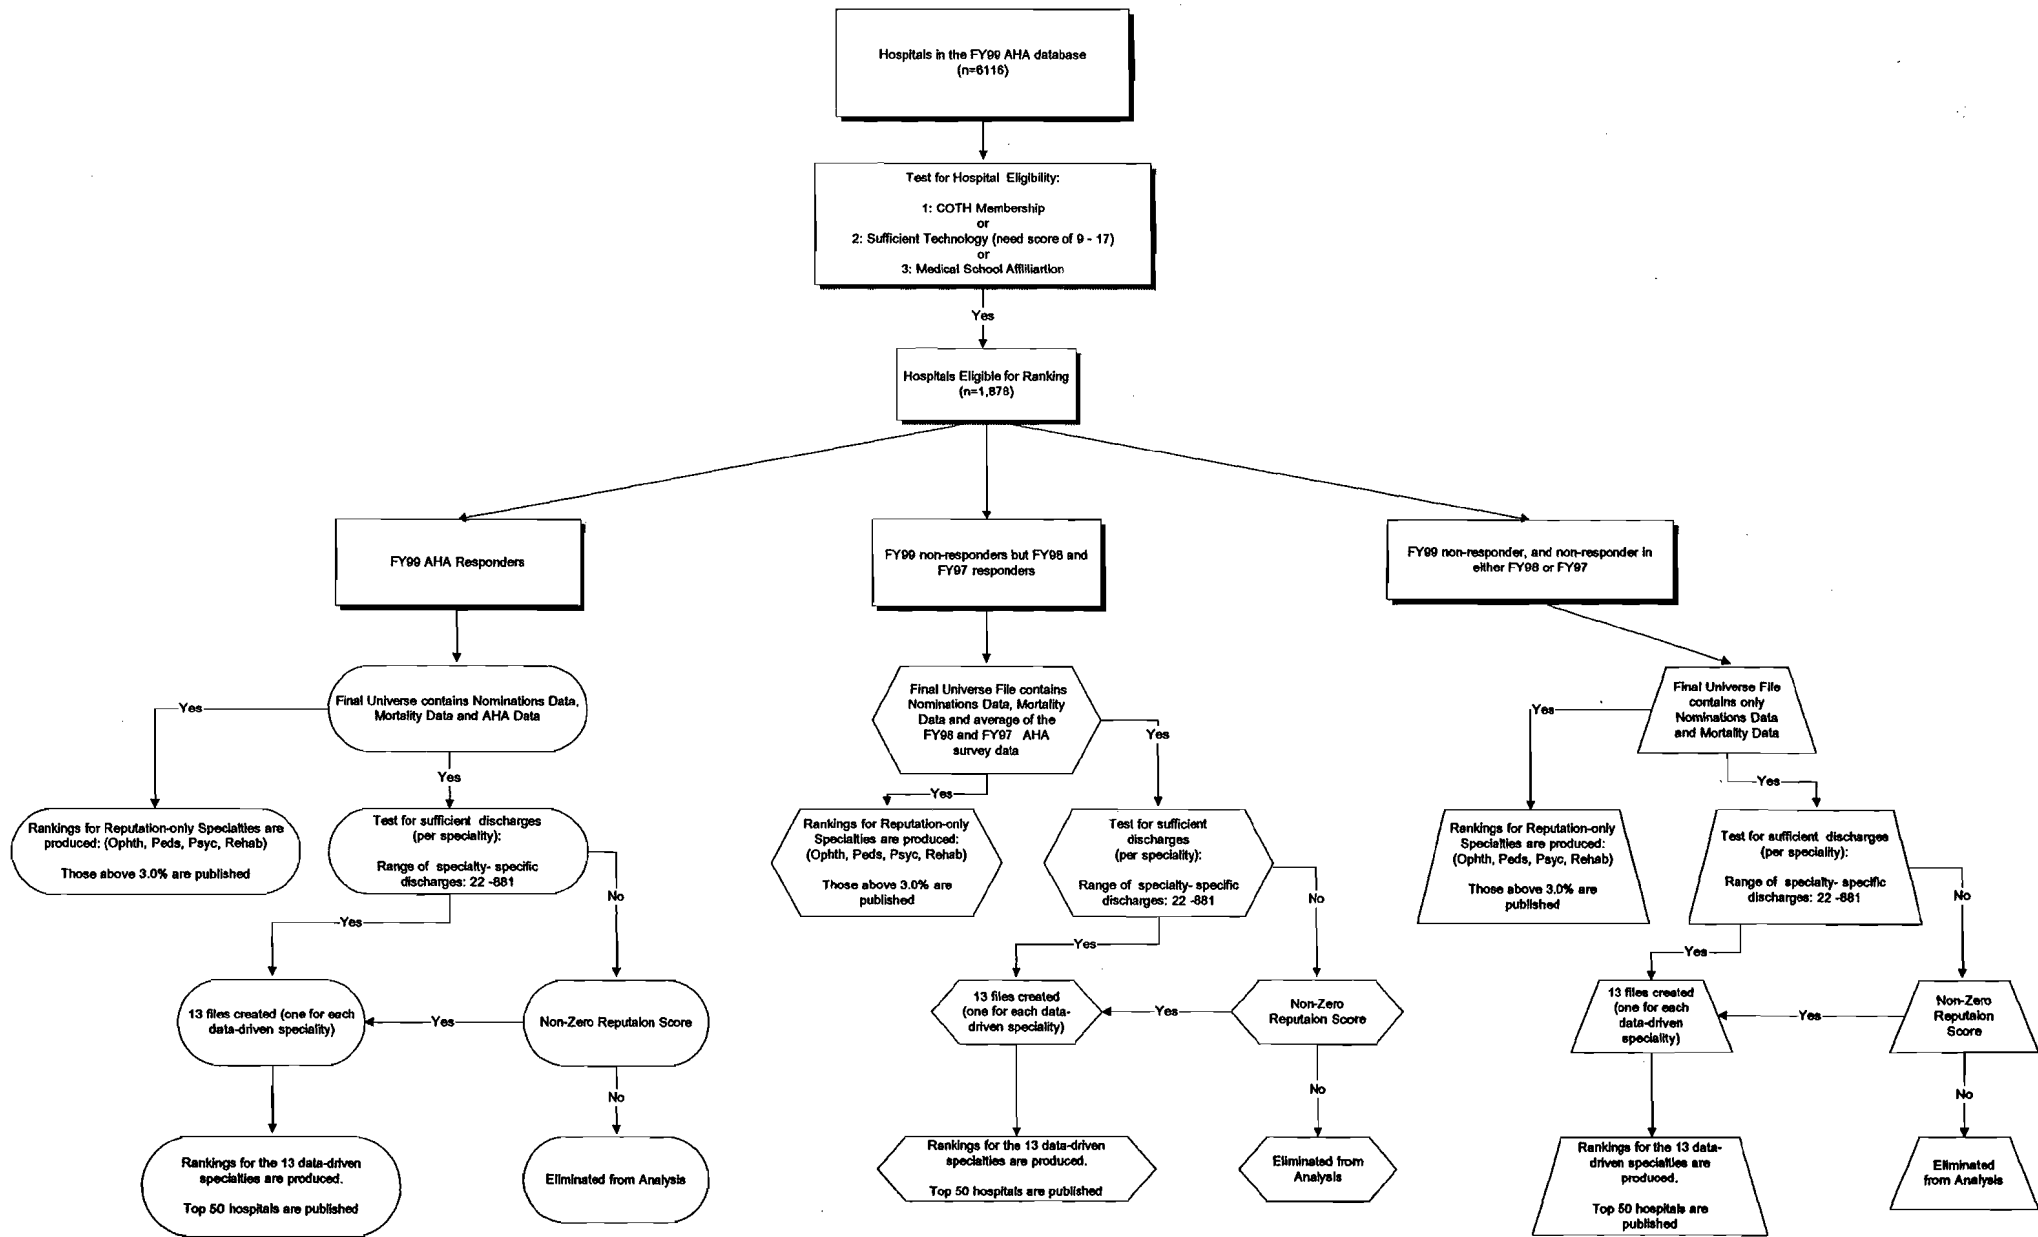 Hospitals in the FY99 AHA database
(n=6116)
Test for Hospital Eligibility:
1: COTH Membership
or
2: Sufficient Technology (need score of 9 - 17)
or
3: Medical School Affiliiartion
Yes
Hospitals Eligible for Ranking
(n=1,878)
FY99 AHA Responders
FY99 non-responders but FY98 and
FY97 responders
FY99 non-responder, and non-responder in
either FY98 or FY97
Final Universe contains Nominations Data,
Mortality Data and AHA Data
Yes
Yes
Rankings for Reputation-only Specialties are
produced: (Ophth, Peds, Psyc, Rehab)
Those above 3.0% are published
Test for sufficient discharges
(per speciality):
Range of specialty- specific
discharges: 22 -881
Yes
No
13 files created (one for each
data-driven speciality)
Yes
Non-Zero Reputaion Score
No
Rankings for the 13 data-driven
specialties are produced.
Top 50 hospitals are published
Eliminated from Analysis
Final Universe File contains
Nominations Data, Mortality
Data and average of the
FY98 and FY97 AHA
survey data
Yes
Yes
Rankings for Reputation-only
Specialties are produced:
(Ophth, Peds, Psyc, Rehab)
Those above 3.0% are
published
Test for sufficient
discharges
(per speciality):
Range of specialty- specific
discharges: 22 -881
Yes
No
13 files created
(one for each data-
driven speciality)
Yes
Non-Zero
Reputaion Score
No
Rankings for the 13 data-driven
specialties are produced.
Top 50 hospitals are published
Eliminated from
Analysis
Final Universe File
contains only
Nominations Data
and Mortality Data
Yes
Yes
Rankings for Reputation-only
Specialties are produced:
(Ophth, Peds, Psyc, Rehab)
Those above 3.0% are
published
Test for sufficient discharges
(per speciality):
Range of specialty- specific
discharges: 22 -881
Yes
No
13 files created
(one for each
data-driven
speciality)
Yes
Non-Zero
Reputaion
Score
No
Rankings for the 13 data-
driven specialties are
produced.
Top 50 hospitals are
published
Eliminated
from Analysis